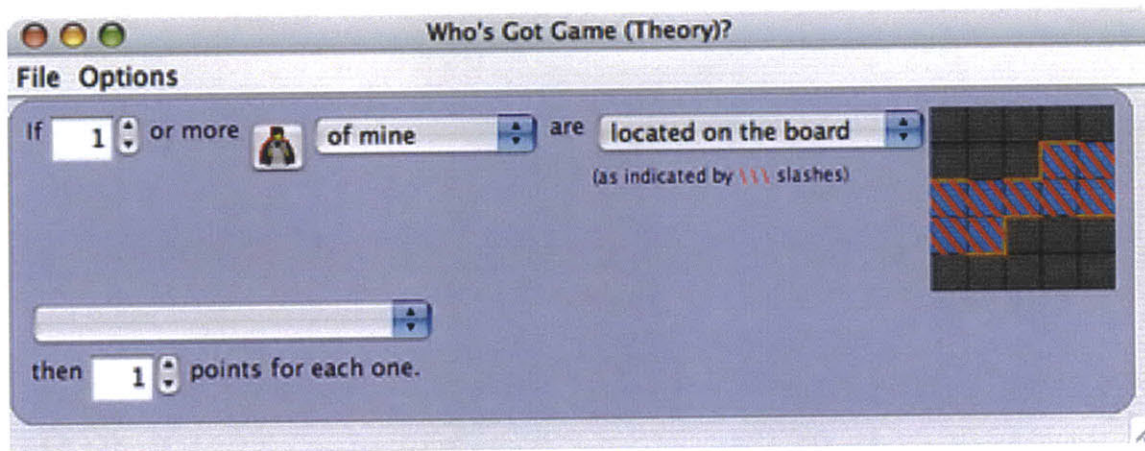 Who's Got Game (Theory)?
File Options
If 1 or more of mine are located on the board
(as indicated by \\\ slashes)
then 1 points for each one.